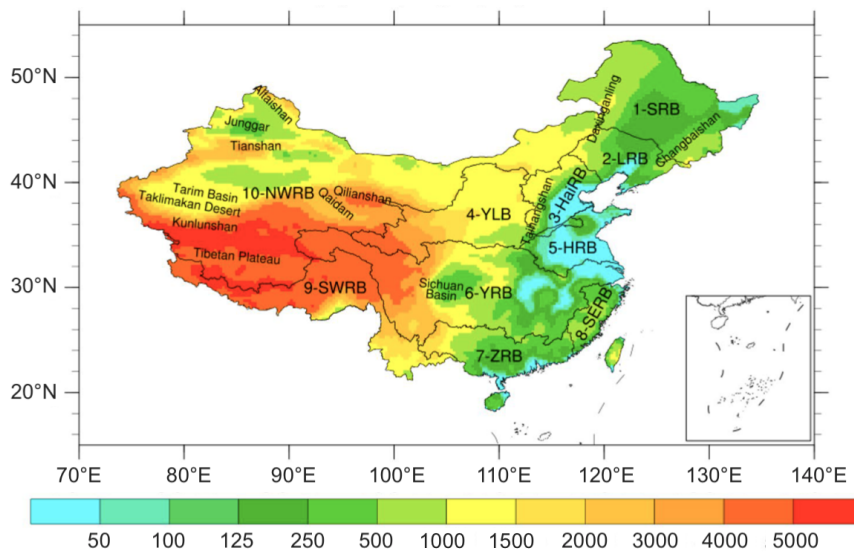 50°N
40°N
30°N
20°N
Altaishan
Junggar
Tianshan
Tarim Basin
Taklimakan Desert
10-NWRB
Qaidam
Qilianshan
Kunlunshan
Tibetan Plateau
9-SWRB
Sichuan
Basin
6-YRB
4-YLB
Taihangshan
3-HaiRB
5-HRB
Daxinganling
1-SRB
2-LRB
Changbaishan
7-ZRB
8-SERB
70°E 80°E 90°E 100°E 110°E 120°E 130°E 140°E
50 100 125 250 500 1000 1500 2000 3000 4000 5000